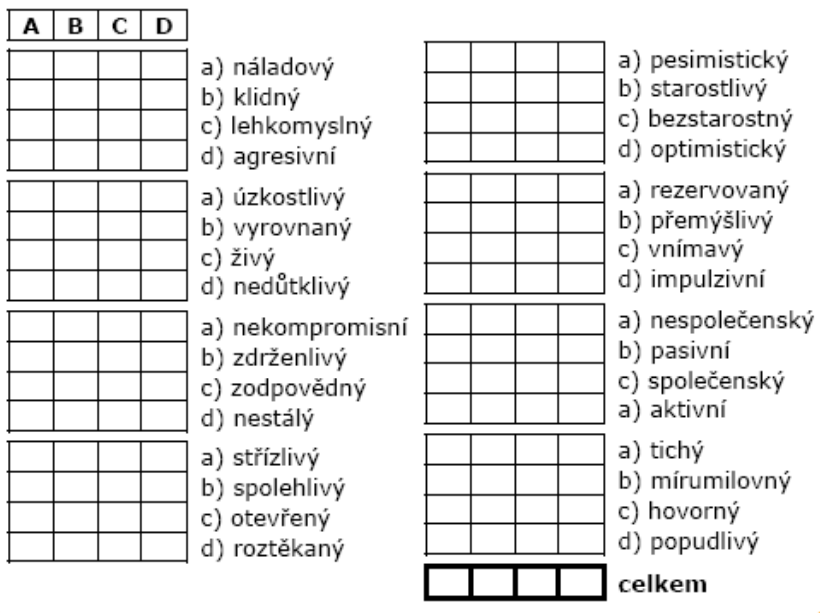 A B C D
a) náladový
b) klidný
c) lehkomyslný
d) agresivní
a) úzkostlivý
b) vyrovnaný
c) živý
d) nedůtklivý
a) nekompromisní
b) zdrženlivý
c) zodpovědný
d) nestálý
a) střízlivý
b) spolehlivý
c) otevřený
d) roztěkaný
a) pesimistický
b) starostlivý
c) bezstarostný
d) optimistický
a) rezervovaný
b) přemýšlivý
c) vnímavý
d) impulzivní
a) nespolečenský
b) pasivní
c) společenský
a) aktivní
a) tichý
b) mírumilovný
c) hovorný
d) popudlivý
celkem